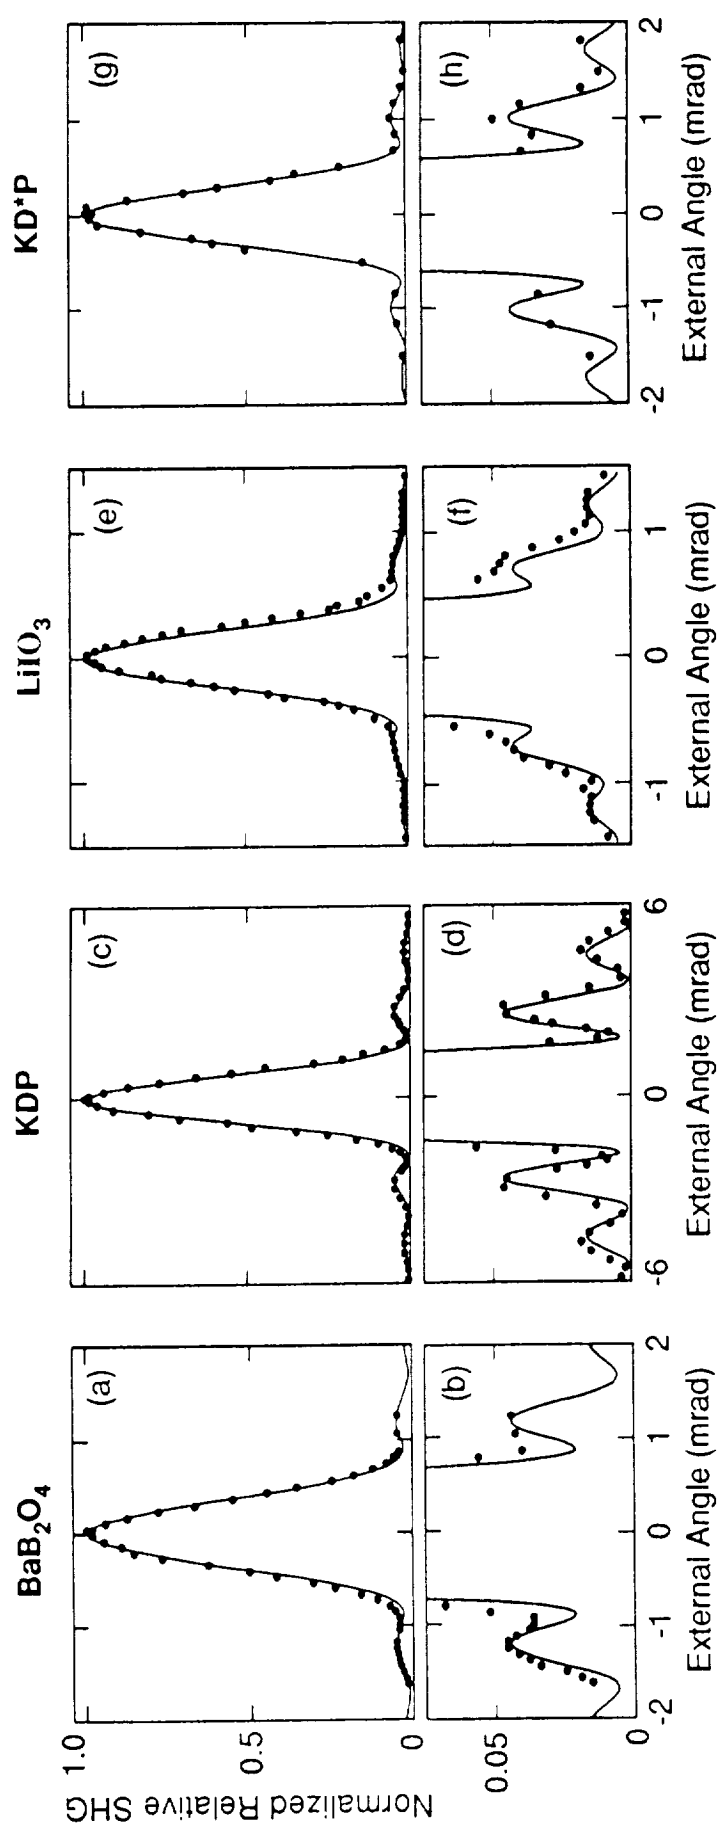 BaB2O4
KDP
LiIO3
KD*P
(a)
(c)
(e)
(g)
1.0
0.5
0
Normalized Relative SHG
(b)
(d)
(f)
(h)
0.05
0
-2 -1 0 1 2
-6 0 6
-1 0 1
-2 -1 0 1 2
External Angle (mrad)
External Angle (mrad)
External Angle (mrad)
External Angle (mrad)